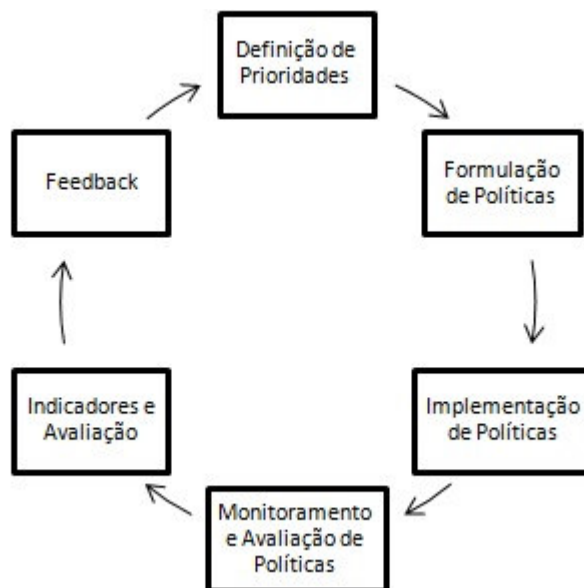 Definição de
Prioridades
Formulação
de Políticas
Implementação
de Políticas
Monitoramento
e Avaliação de
Políticas
Indicadores e
Avaliação
Feedback